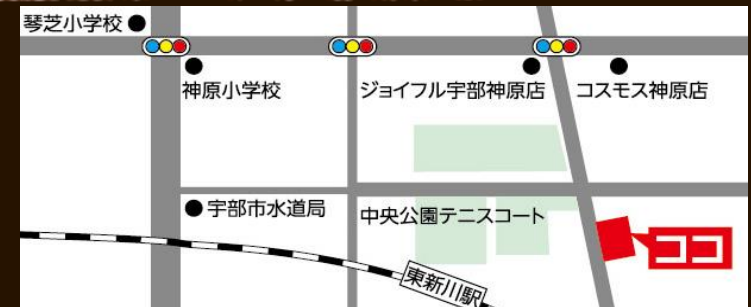 琴芝小学校
神原小学校
ジョイフル宇部神原店
コスモス神原店
宇部市水道局
中央公園テニスコート
ココ
東新川駅